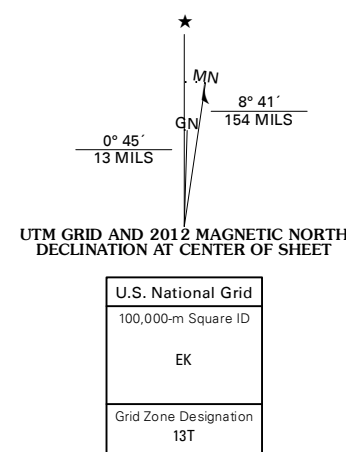 ★
MN
8° 41´
154 MILS
GN
0° 45´
13 MILS
UTM GRID AND 2012 MAGNETIC NORTH
DECLINATION AT CENTER OF SHEET
U.S. National Grid
100,000-m Square ID
EK
Grid Zone Designation
13T